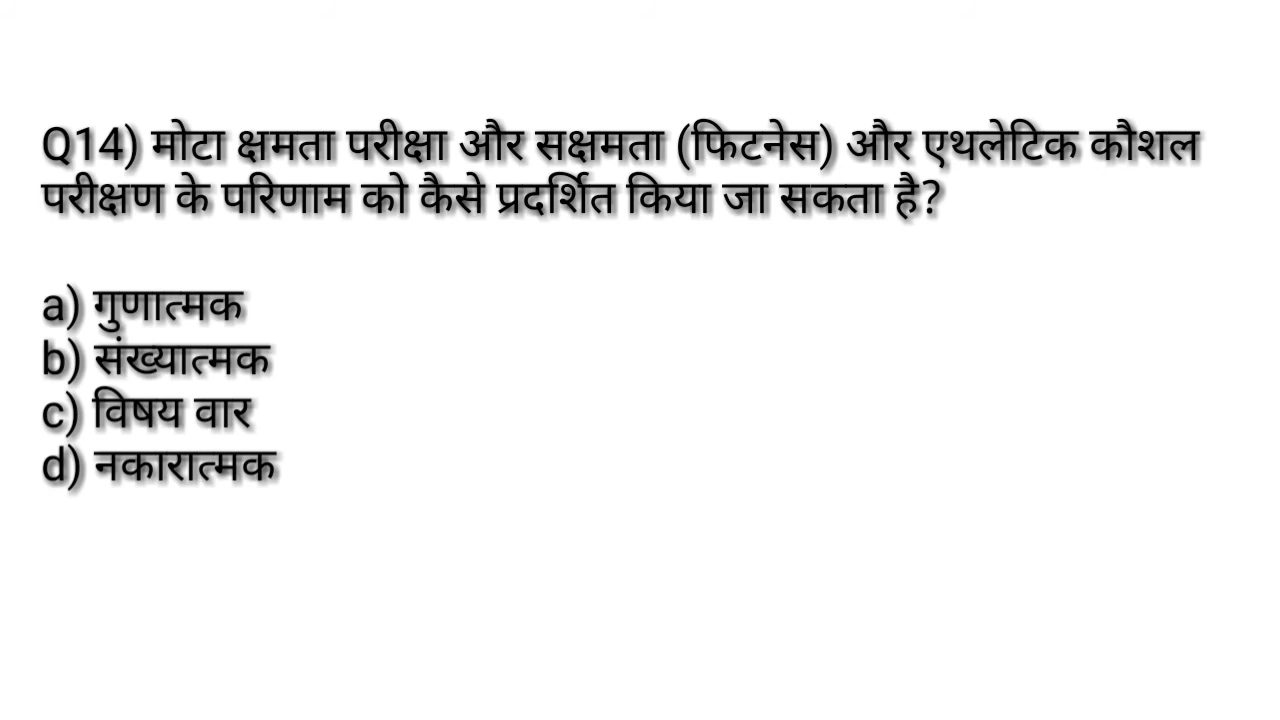 Q14) मोटा क्षमता परीक्षा और सक्षमता (फिटनेस) और एथलेटिक कौशल
परीक्षण के परिणाम को कैसे प्रदर्शित किया जा सकता है?
a) गुणात्मक
b) संख्यात्मक
c) विषय वार
d) नकारात्मक